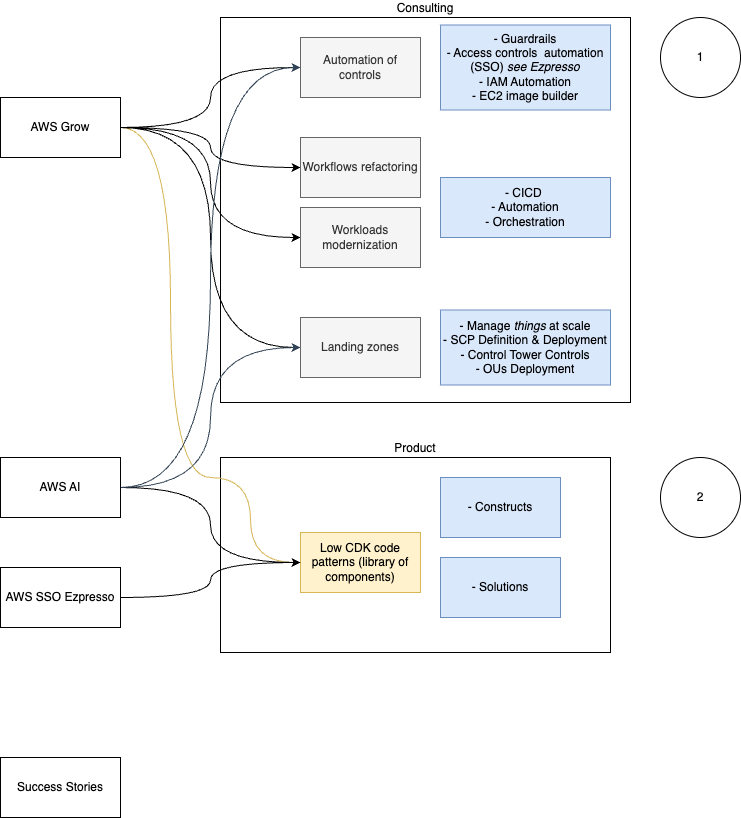 Consulting
Automation of
controls
- Guardrails
- Access controls  automation
(SSO) see Ezpresso
- IAM Automation
- EC2 image builder
1
AWS Grow
Workflows refactoring
Workloads
modernization
- CICD
- Automation
- Orchestration
Landing zones
- Manage things at scale
- SCP Definition & Deployment
- Control Tower Controls
- OUs Deployment
Product
AWS AI
- Constructs
2
Low CDK code
patterns (library of
components)
- Solutions
AWS SSO Ezpresso
Success Stories